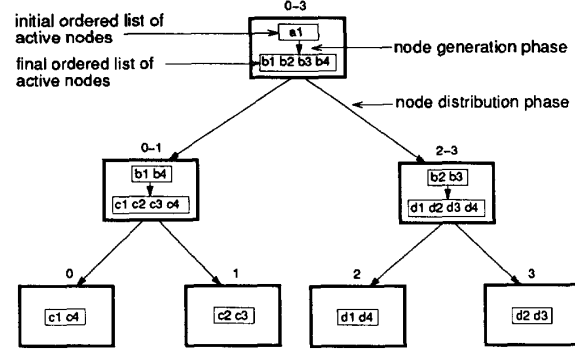 0-3
initial ordered list of
active nodes
a1
node generation phase
final ordered list of
active nodes
b1 b2 b3 b4
node distribution phase
0-1
2-3
b1 b4
b2 b3
c1 c2 c3 c4
d1 d2 d3 d4
0
1
2
3
c1 c4
c2 c3
d1 d4
d2 d3